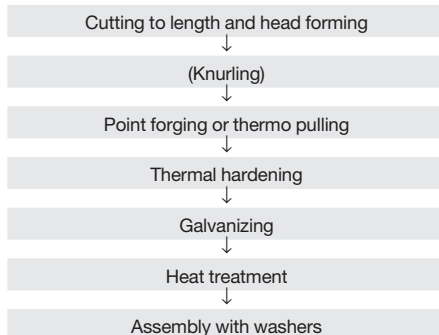 Cutting to length and head forming
↓
(Knurling)
↓
Point forging or thermo pulling
↓
Thermal hardening
↓
Galvanizing
↓
Heat treatment
↓
Assembly with washers